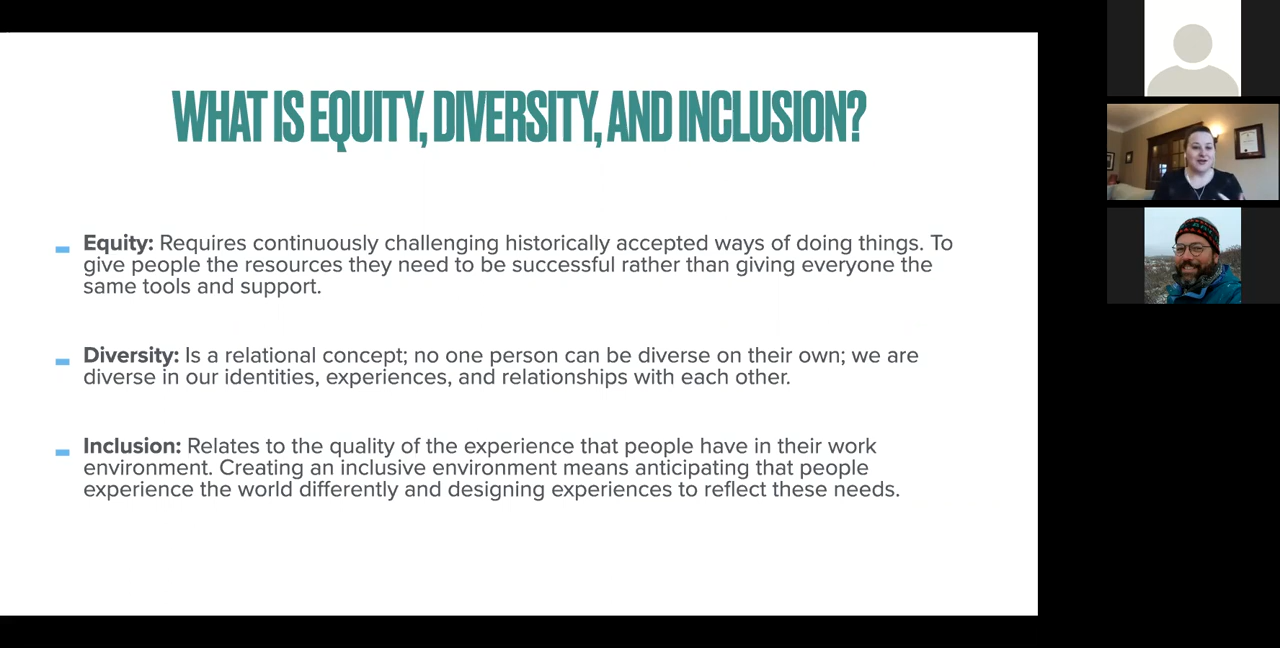 WHAT IS EQUITY, DIVERSITY, AND INCLUSION?
Equity: Requires continuously challenging historically accepted ways of doing things. To
give people the resources they need to be successful rather than giving everyone the
same tools and support.
Diversity: Is a relational concept; no one person can be diverse on their own; we are
diverse in our identities, experiences, and relationships with each other.
Inclusion: Relates to the quality of the experience that people have in their work
environment. Creating an inclusive environment means anticipating that people
experience the world differently and designing experiences to reflect these needs.